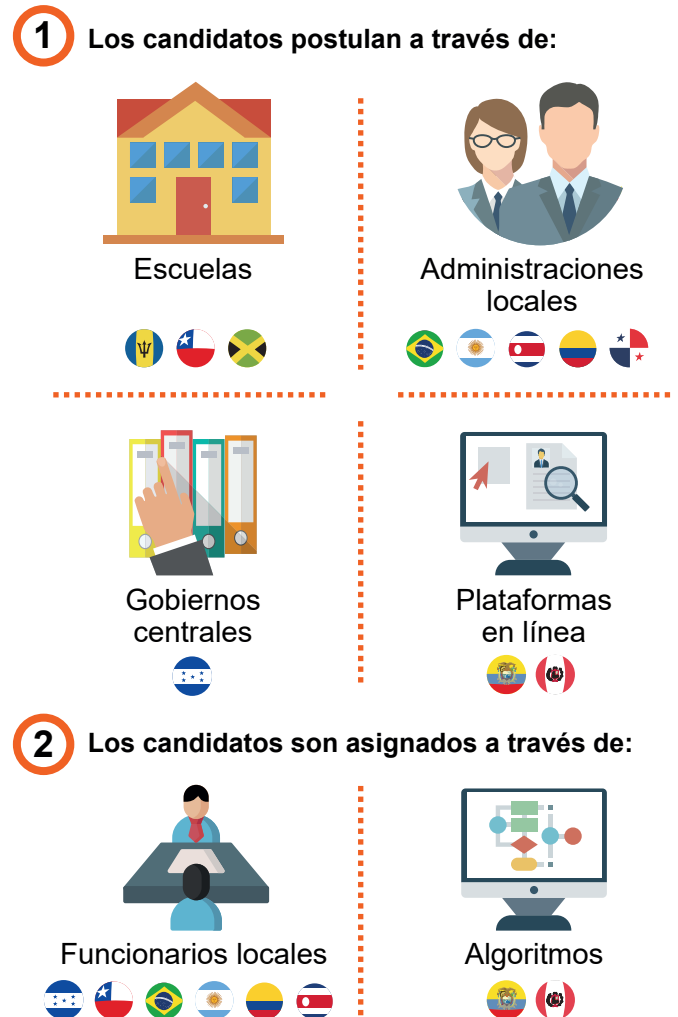 1
Los candidatos postulan a través de:
Escuelas
Administraciones
locales
Gobiernos
centrales
Plataformas
en línea
2
Los candidatos son asignados a través de:
Funcionarios locales
Algoritmos